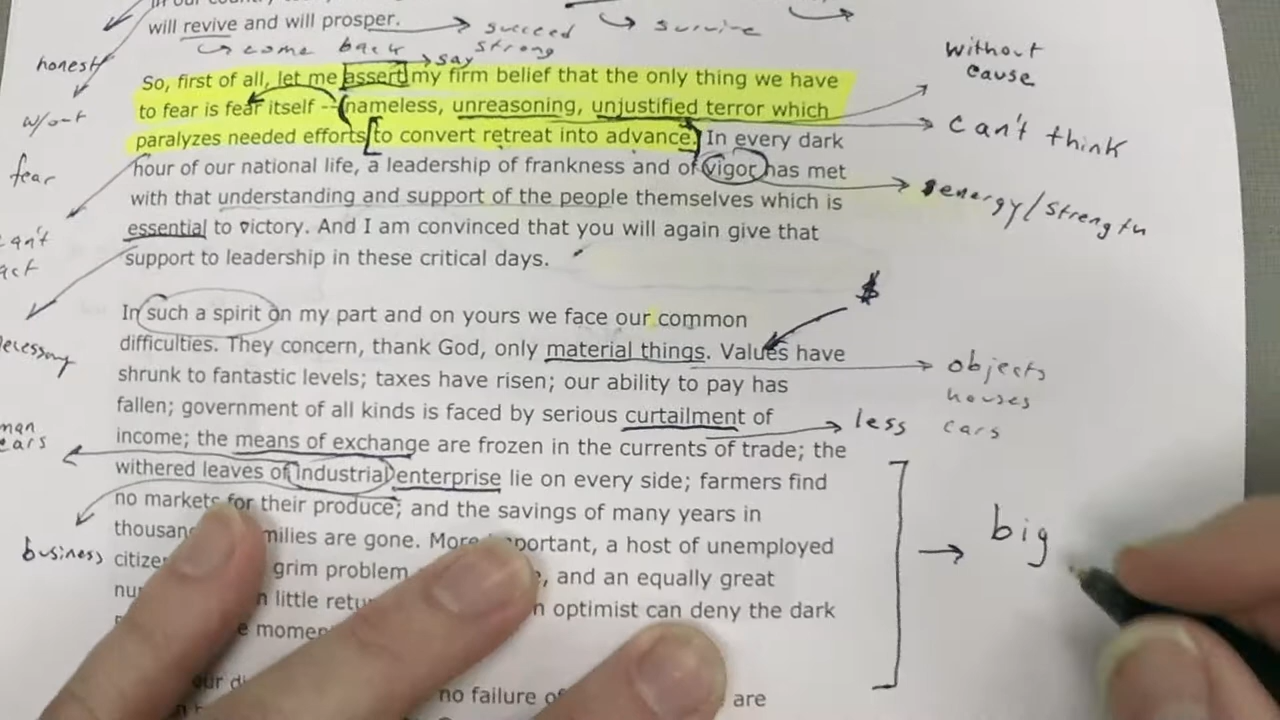 will revive and will prosper. succeed survive
come back strong
say
without
cause
honest
So, first of all, let me assert my firm belief that the only thing we have
to fear is fear itself -- nameless, unreasoning, unjustified terror which
w/out
can't think
paralyzes needed efforts to convert retreat into advance. In every dark
hour of our national life, a leadership of frankness and of vigor has met
fear
energy/strength
with that understanding and support of the people themselves which is
essential to victory. And I am convinced that you will again give that
support to leadership in these critical days.
$
In such a spirit on my part and on yours we face our common
difficulties. They concern, thank God, only material things. Values have
objects
houses
cars
shrunk to fantastic levels; taxes have risen; our ability to pay has
fallen; government of all kinds is faced by serious curtailment of
less
income; the means of exchange are frozen in the currents of trade; the
withered leaves of industrial enterprise lie on every side; farmers find
no markets for their produce; and the savings of many years in
big
business
families are gone. More important, a host of unemployed
grim problem and an equally great
little optimist can deny the dark
no failure of are